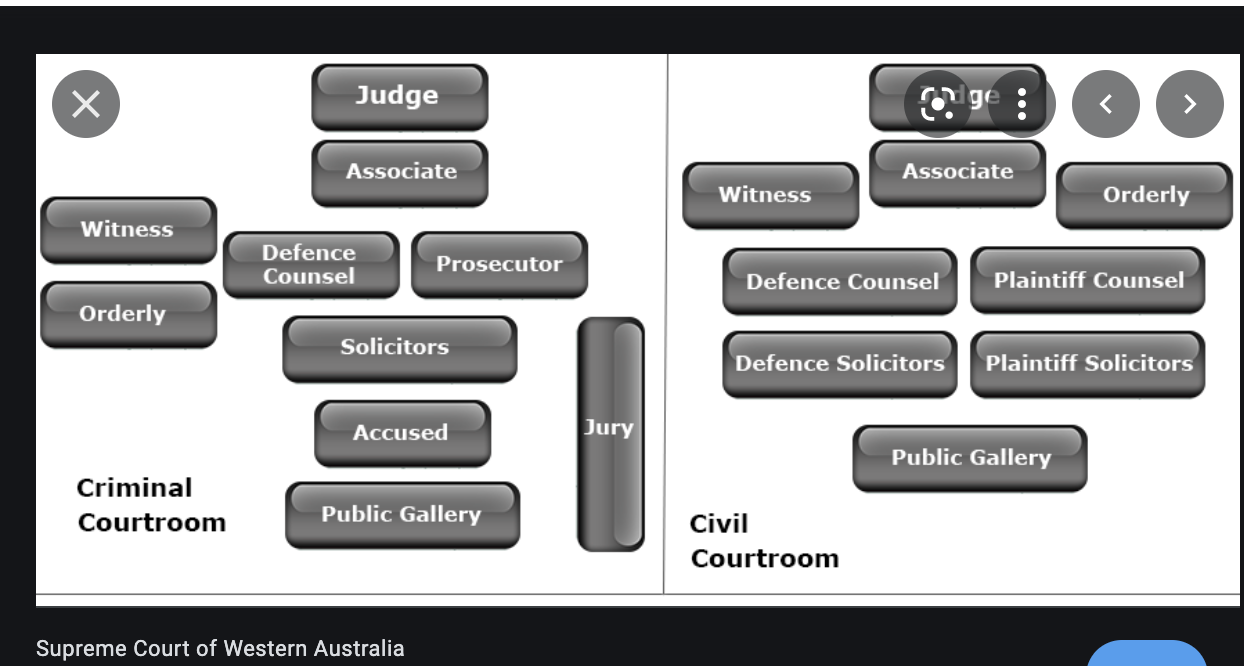 Judge
Associate
Witness
Defence
Counsel
Prosecutor
Orderly
Solicitors
Accused
Jury
Public Gallery
Criminal
Courtroom
Judge
Associate
Witness
Orderly
Defence Counsel
Plaintiff Counsel
Defence Solicitors
Plaintiff Solicitors
Public Gallery
Civil
Courtroom
Supreme Court of Western Australia